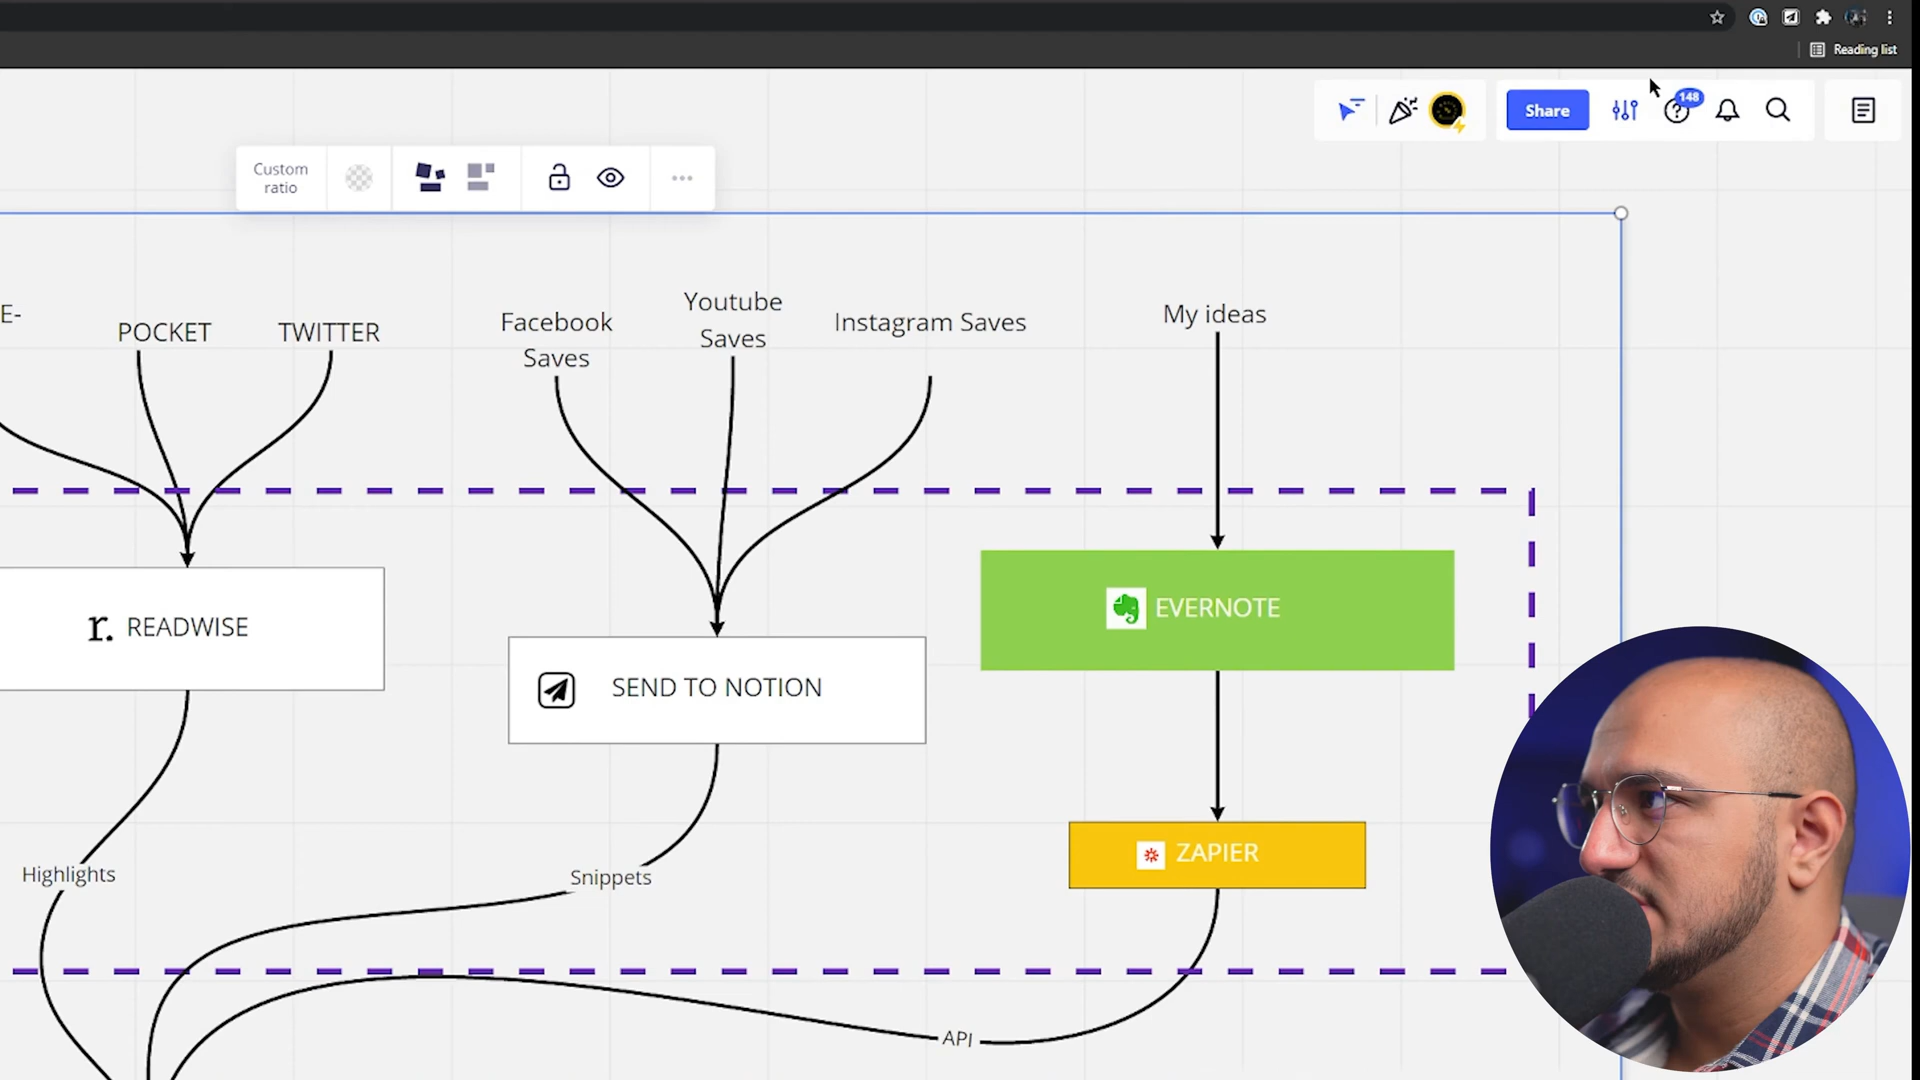 Reading list
148
Share
Custom
ratio
E-
POCKET
TWITTER
Facebook
Saves
Youtube
Saves
Instagram Saves
My ideas
r. READWISE
SEND TO NOTION
EVERNOTE
ZAPIER
Highlights
Snippets
API